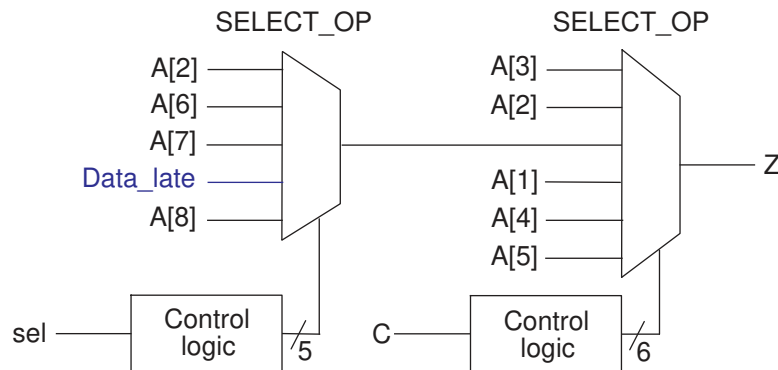 SELECT_OP
SELECT_OP
A[2]
A[6]
A[7]
Data_late
A[8]
A[3]
A[2]
A[1]
A[4]
A[5]
Z
sel
Control
logic
5
C
Control
logic
6